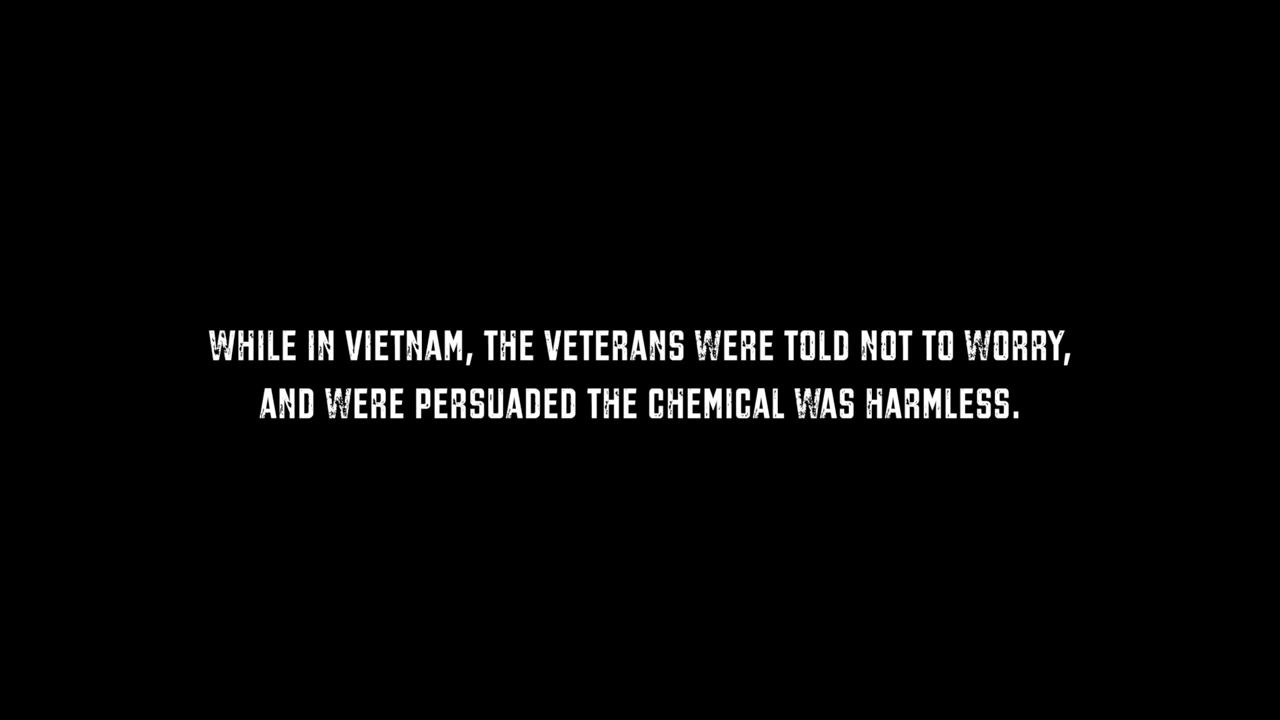 WHILE IN VIETNAM, THE VETERANS WERE TOLD NOT TO WORRY,
AND WERE PERSUADED THE CHEMICAL WAS HARMLESS.